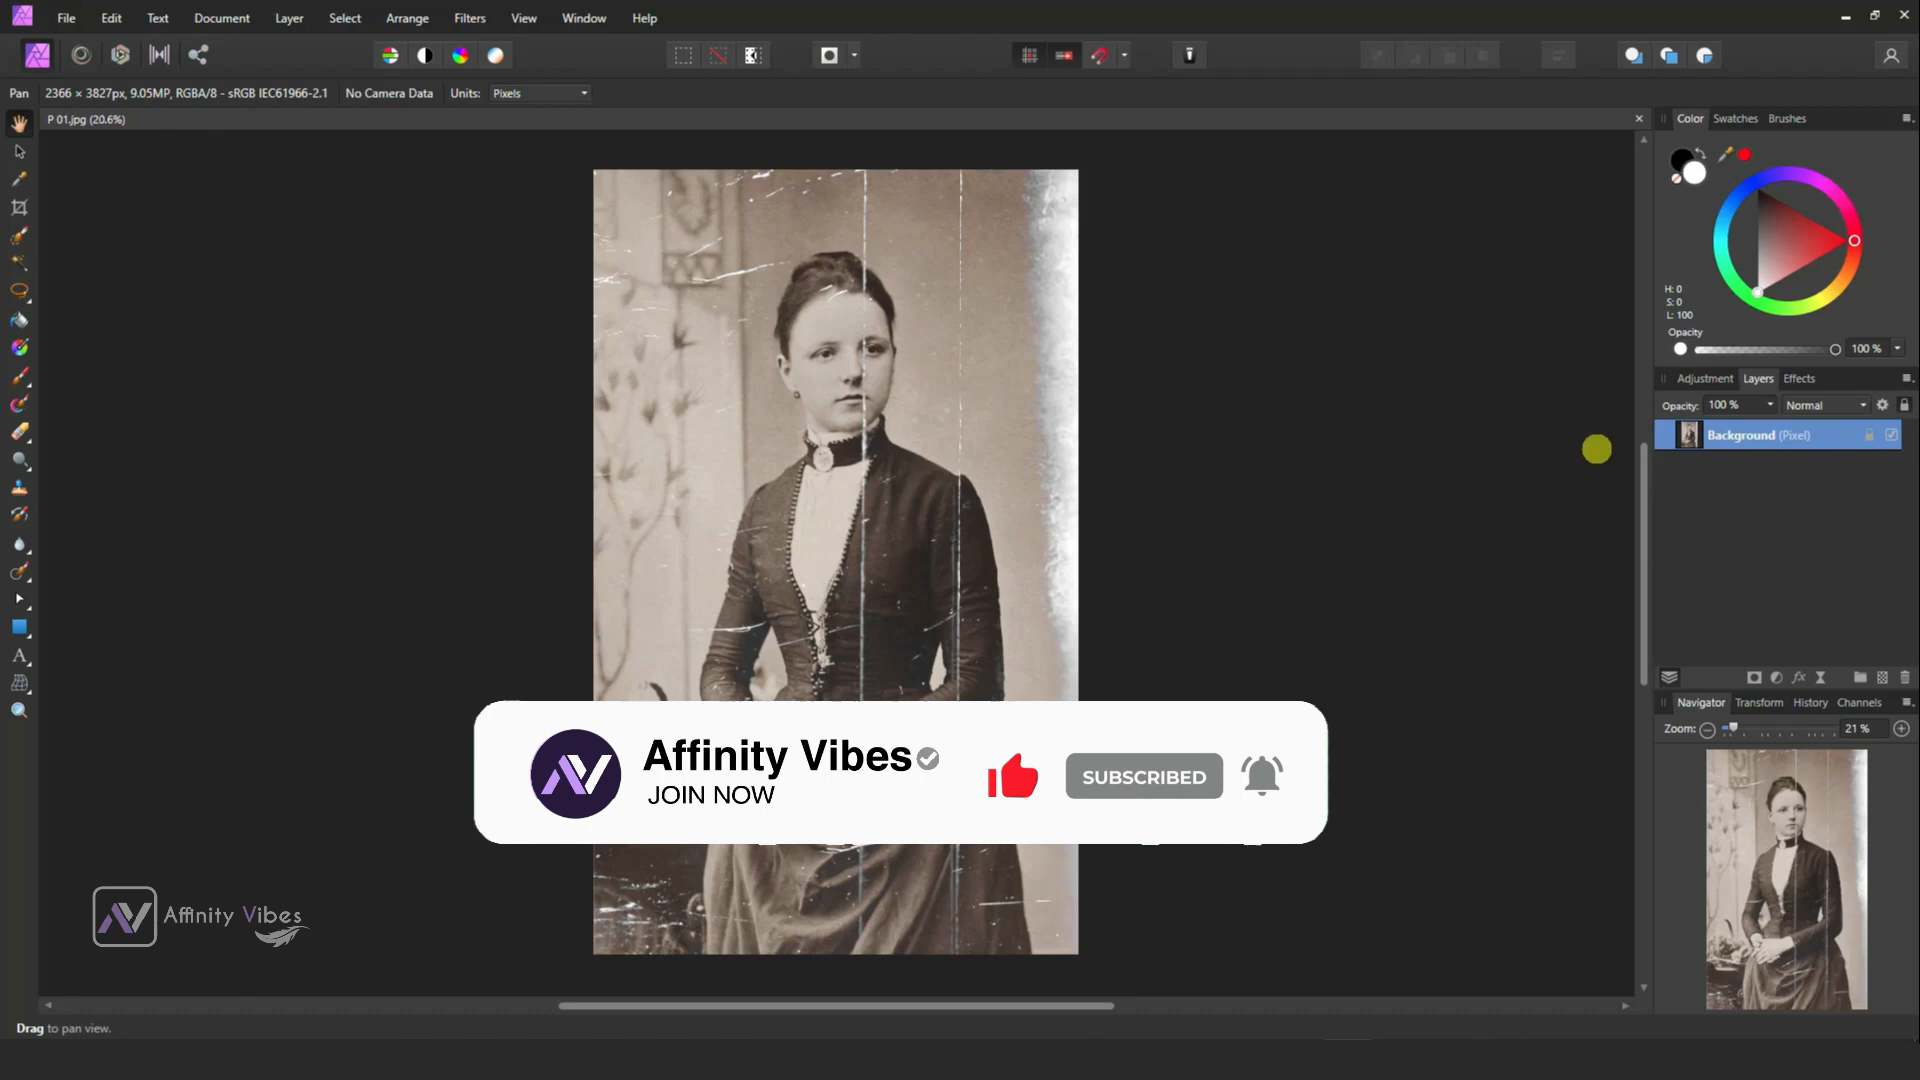 File Edit Text Document Layer Select Arrange Filters View Window Help
Pan 2366 × 3827px, 9.05MP, RGBA/8 - sRGB IEC61966-2.1 No Camera Data Units: Pixels
P 01.jpg (20.6%)
Color Swatches Brushes
H: 0
S: 0
L: 100
Opacity
100 %
Adjustment Layers Effects
Opacity: 100 % Normal
Background (Pixel)
fx
Navigator Transform History Channels
Zoom: 21 %
Affinity Vibes
JOIN NOW
SUBSCRIBED
Affinity Vibes
Drag to pan view.